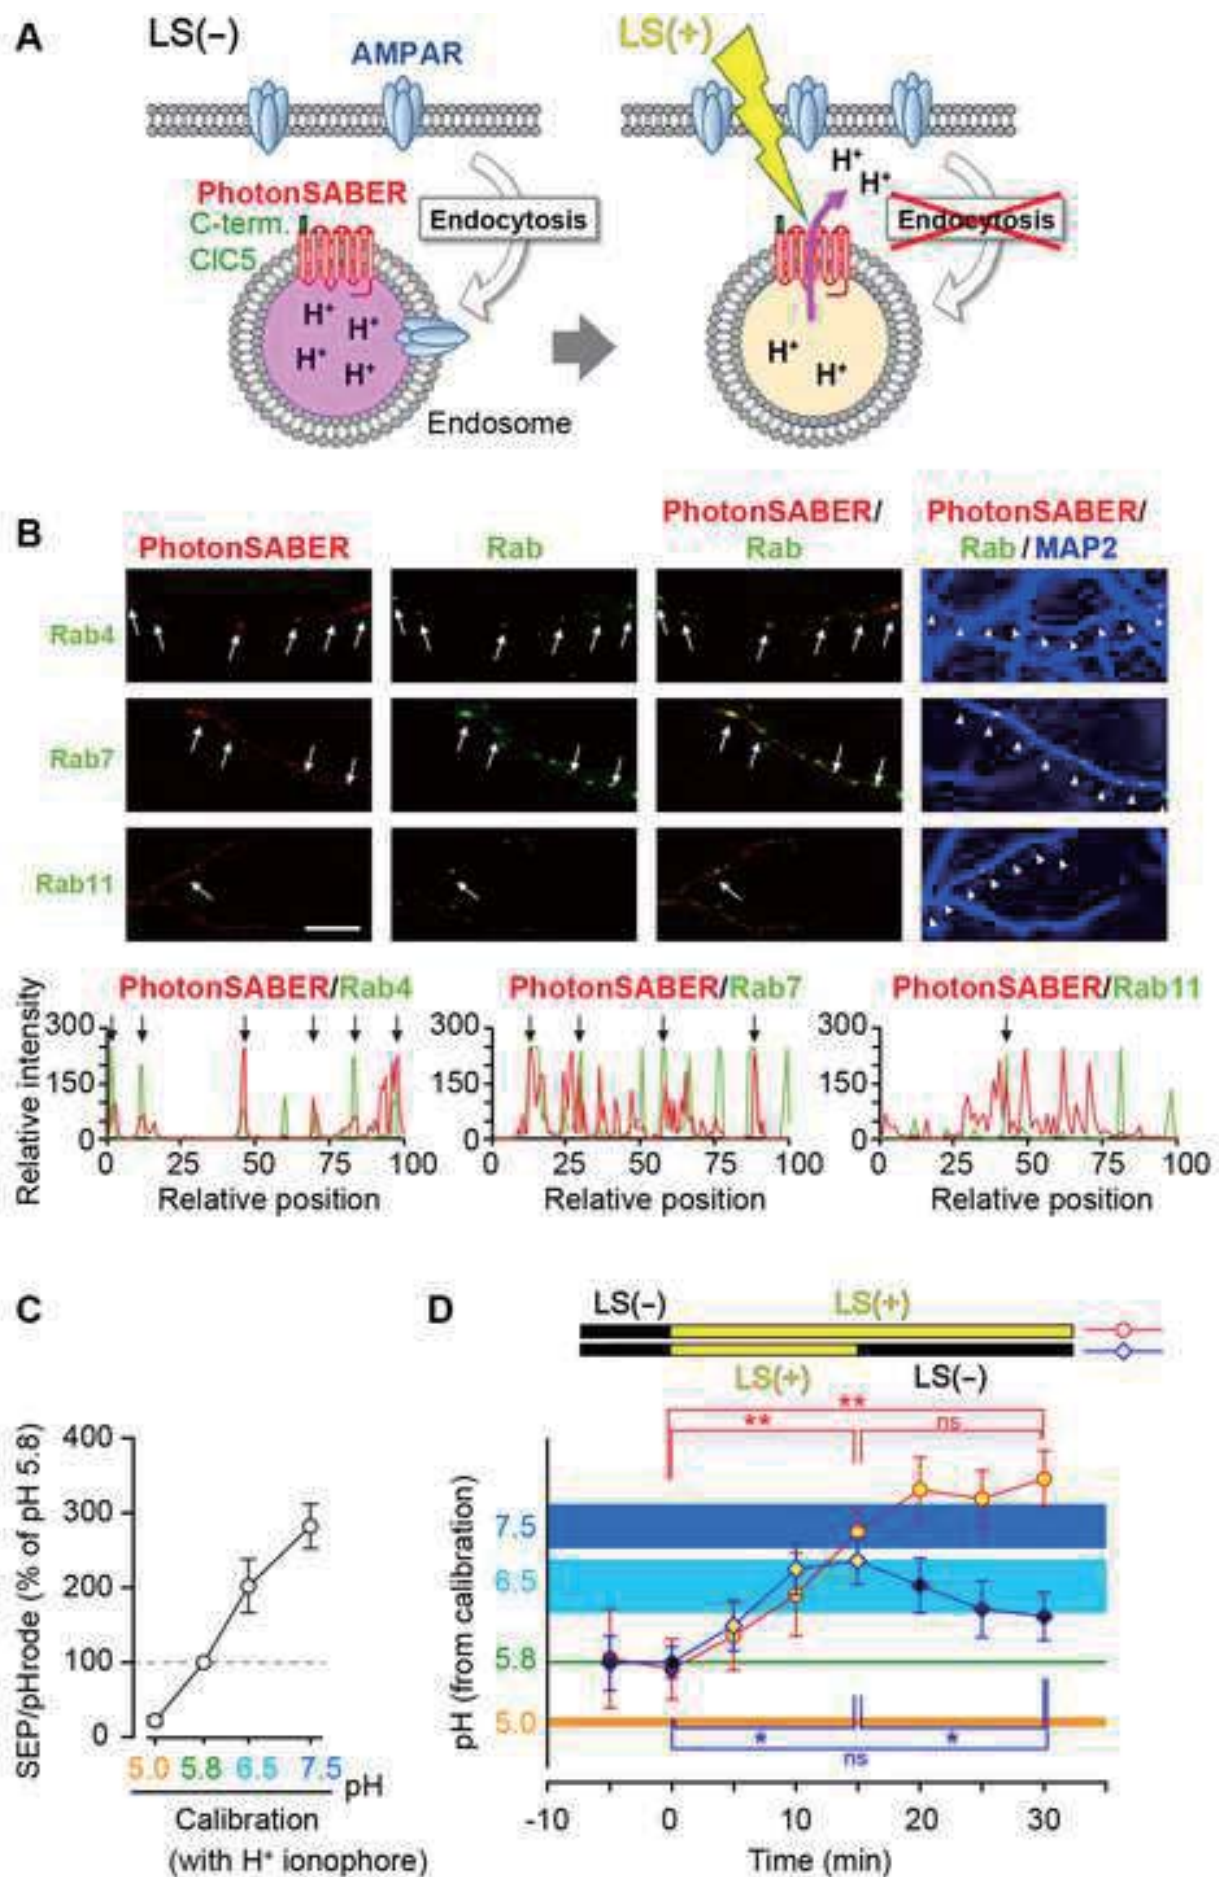 A
LS(−)
LS(+)
AMPAR
H⁺
H⁺
PhotonSABER
C-term.
ClC5
Endocytosis
Endocytosis
H⁺
H⁺
H⁺
H⁺
H⁺
H⁺
Endosome
B
PhotonSABER
Rab
PhotonSABER/
Rab
PhotonSABER/
Rab/MAP2
Rab4
Rab7
Rab11
PhotonSABER/Rab4
PhotonSABER/Rab7
PhotonSABER/Rab11
Relative intensity
300
150
0
0 25 50 75 100
Relative position
300
150
0
0 25 50 75 100
Relative position
300
150
0
0 25 50 75 100
Relative position
C
SEP/pHrode (% of pH 5.8)
400
300
200
100
0
5.0 5.8 6.5 7.5 pH
Calibration
(with H⁺ ionophore)
D
LS(−)
LS(+)
LS(+)
LS(−)
**
**
ns
pH (from calibration)
7.5
6.5
5.8
5.0
*
*
ns
-10 0 10 20 30
Time (min)